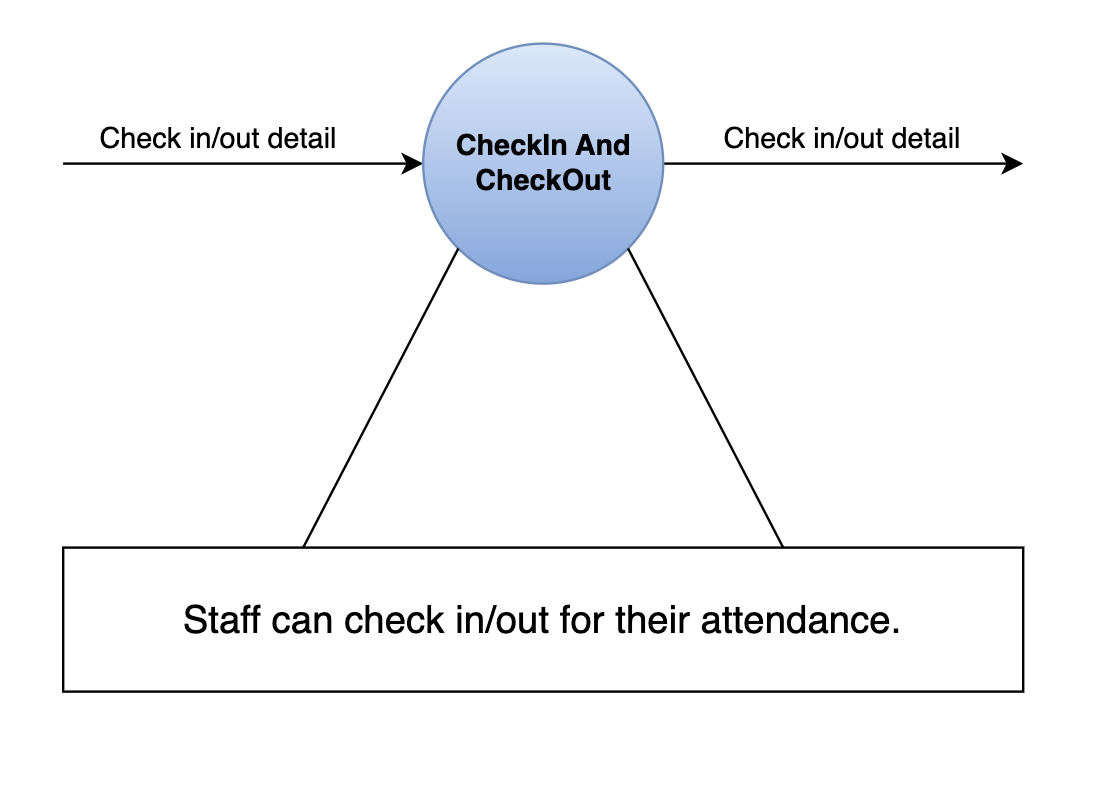 Check in/out detail
CheckIn And
CheckOut
Check in/out detail
Staff can check in/out for their attendance.